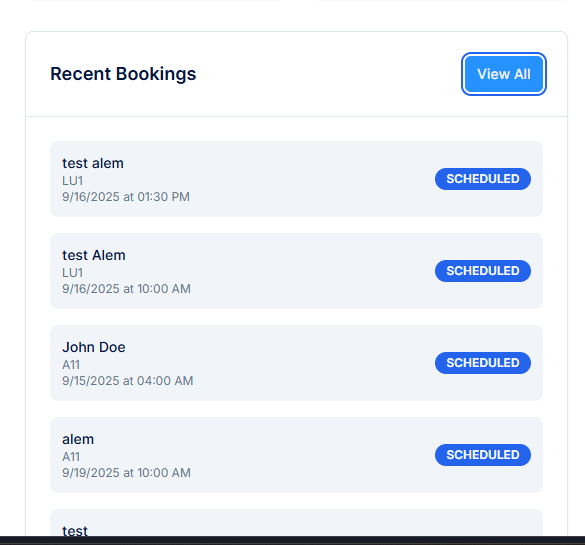 Recent Bookings
View All
test alem
LU1
9/16/2025 at 01:30 PM
SCHEDULED
test Alem
LU1
9/16/2025 at 10:00 AM
SCHEDULED
John Doe
A11
9/15/2025 at 04:00 AM
SCHEDULED
alem
A11
9/19/2025 at 10:00 AM
SCHEDULED
test